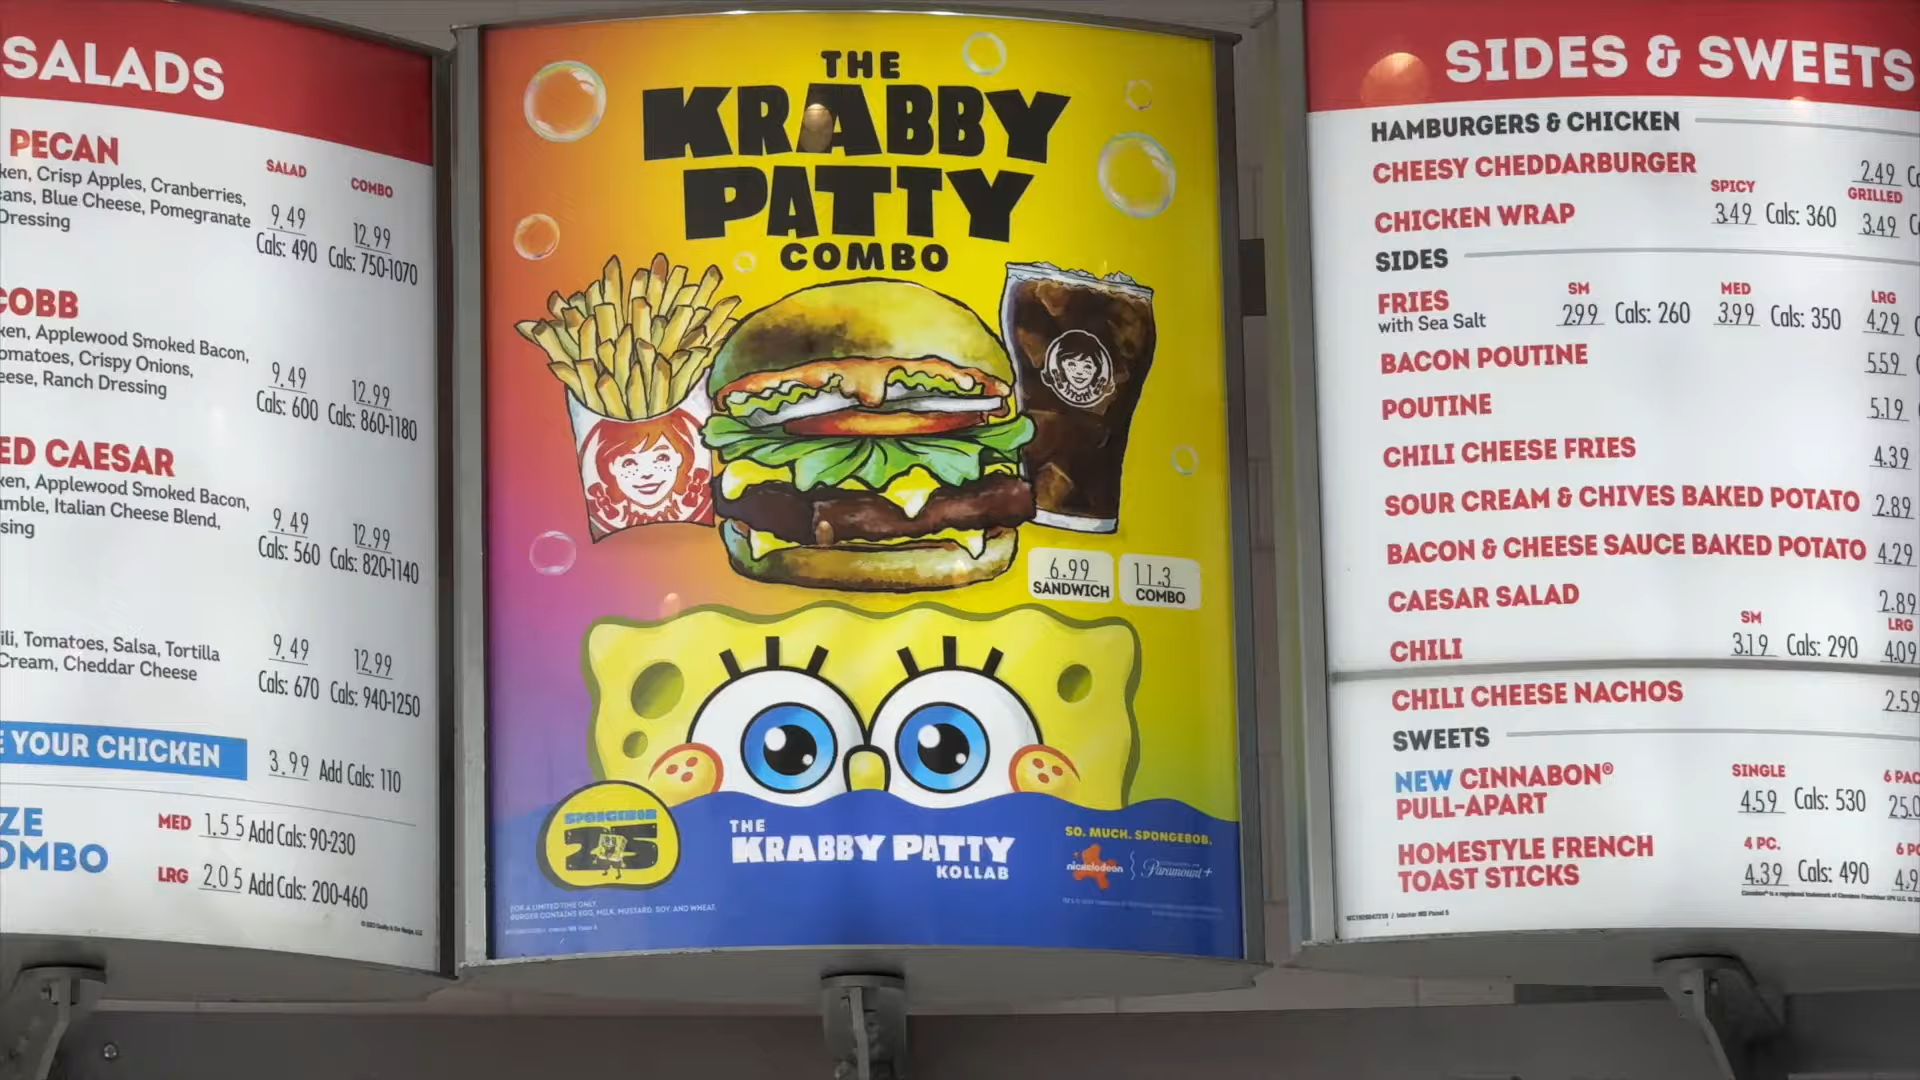 SALADS
PECAN
SALAD
COMBO
ken, Crisp Apples, Cranberries,
cans, Blue Cheese, Pomegranate
Dressing
9.49
Cals: 490
12.99
Cals: 750-1070
COBB
ken, Applewood Smoked Bacon,
omatoes, Crispy Onions,
eese, Ranch Dressing
9.49
Cals: 600
12.99
Cals: 860-1180
ED CAESAR
ken, Applewood Smoked Bacon,
umble, Italian Cheese Blend,
sing
9.49
Cals: 560
12.99
Cals: 820-1140
ili, Tomatoes, Salsa, Tortilla
Cream, Cheddar Cheese
9.49
Cals: 670
12.99
Cals: 940-1250
E YOUR CHICKEN
3.99 Add Cals: 110
ZE
OMBO
MED 1.55 Add Cals: 90-230
LRG 2.05 Add Cals: 200-460
THE
KRABBY
PATTY
COMBO
6.99
SANDWICH
11.3
COMBO
SPONGEBOB
25
THE
KRABBY PATTY
KOLLAB
SO. MUCH. SPONGEBOB.
nickelodeon
Paramount+
FOR A LIMITED TIME ONLY.
BURGER CONTAINS EGG, MILK, MUSTARD, SOY, AND WHEAT.
SIDES & SWEETS
HAMBURGERS & CHICKEN
CHEESY CHEDDARBURGER
2.49
SPICY
GRILLED
CHICKEN WRAP
3.49 Cals: 360
3.49
SIDES
SM
MED
LRG
FRIES
with Sea Salt
2.99 Cals: 260
3.99 Cals: 350
4.29
BACON POUTINE
5.59
POUTINE
5.19
CHILI CHEESE FRIES
4.39
SOUR CREAM & CHIVES BAKED POTATO 2.89
BACON & CHEESE SAUCE BAKED POTATO 4.29
CAESAR SALAD
2.89
SM
LRG
CHILI
3.19 Cals: 290
4.09
CHILI CHEESE NACHOS
2.59
SWEETS
SINGLE
6 PAC
NEW CINNABON®
PULL-APART
4.59 Cals: 530
25.0
4 PC.
6 PC
HOMESTYLE FRENCH
TOAST STICKS
4.39 Cals: 490
4.9